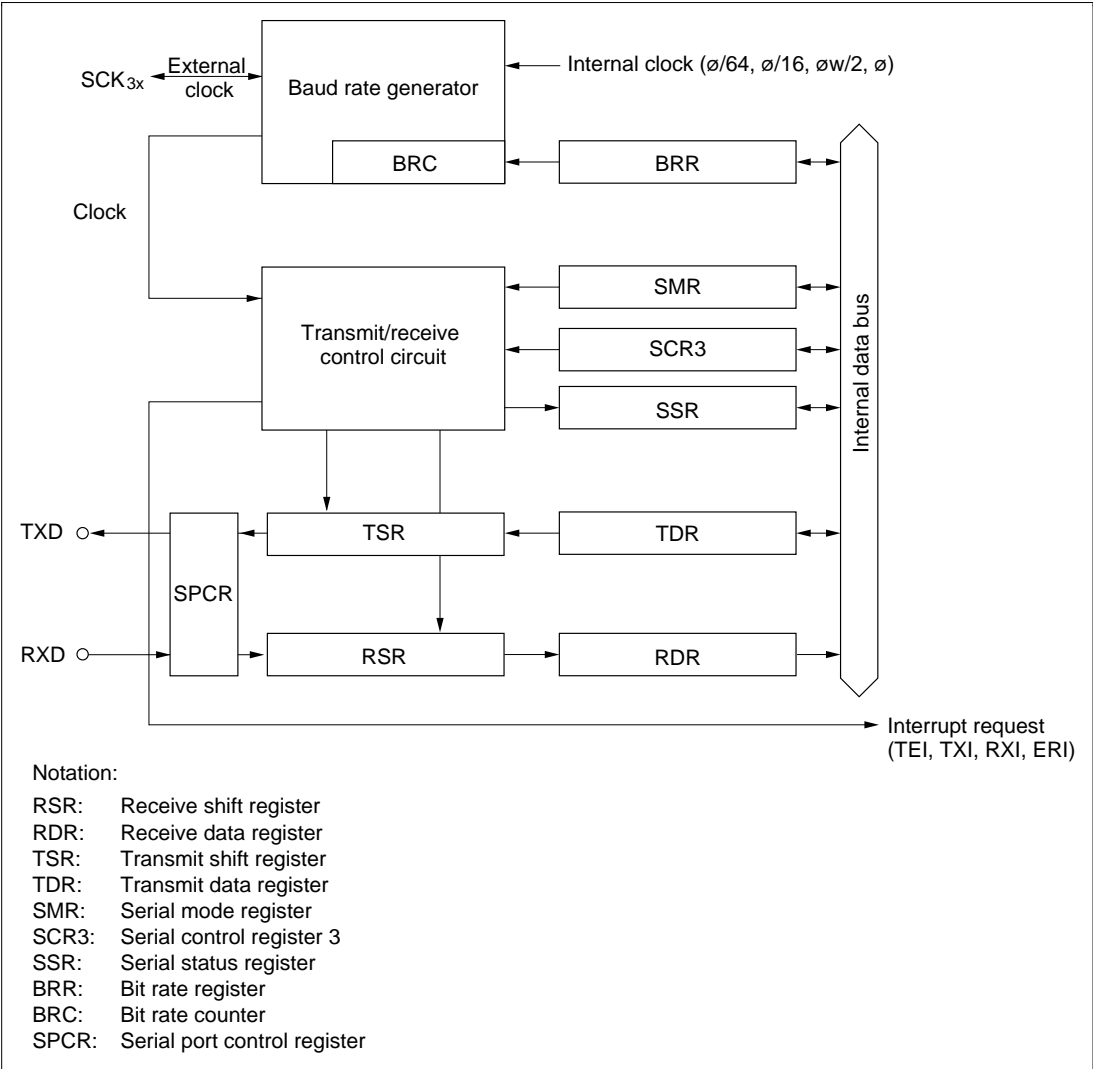 SCK3x
External
clock
Baud rate generator
Internal clock (ø/64, ø/16, øw/2, ø)
BRC
BRR
Clock
Transmit/receive
control circuit
SMR
SCR3
SSR
Internal data bus
TXD
SPCR
TSR
TDR
RXD
RSR
RDR
Interrupt request
(TEI, TXI, RXI, ERI)
Notation:
RSR: Receive shift register
RDR: Receive data register
TSR: Transmit shift register
TDR: Transmit data register
SMR: Serial mode register
SCR3: Serial control register 3
SSR: Serial status register
BRR: Bit rate register
BRC: Bit rate counter
SPCR: Serial port control register